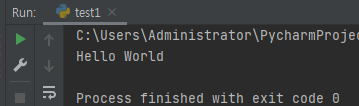 Run: test1
C:\Users\Administrator\PycharmProjec
Hello World
Process finished with exit code 0